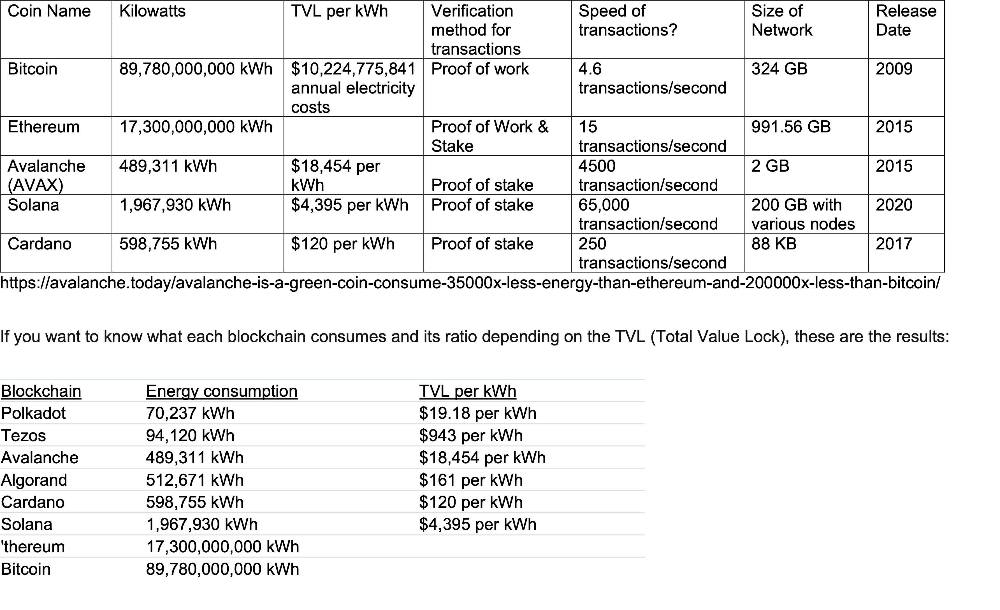 Coin Name Kilowatts TVL per kWh Verification method for transactions Speed of transactions? Size of Network Release Date
Bitcoin 89,780,000,000 kWh $10,224,775,841 annual electricity costs Proof of work 4.6 transactions/second 324 GB 2009
Ethereum 17,300,000,000 kWh Proof of Work & Stake 15 transactions/second 991.56 GB 2015
Avalanche (AVAX) 489,311 kWh $18,454 per kWh Proof of stake 4500 transaction/second 2 GB 2015
Solana 1,967,930 kWh $4,395 per kWh Proof of stake 65,000 transaction/second 200 GB with various nodes 2020
Cardano 598,755 kWh $120 per kWh Proof of stake 250 transactions/second 88 KB 2017
https://avalanche.today/avalanche-is-a-green-coin-consume-35000x-less-energy-than-ethereum-and-200000x-less-than-bitcoin/
If you want to know what each blockchain consumes and its ratio depending on the TVL (Total Value Lock), these are the results:
Blockchain Energy consumption TVL per kWh
Polkadot 70,237 kWh $19.18 per kWh
Tezos 94,120 kWh $943 per kWh
Avalanche 489,311 kWh $18,454 per kWh
Algorand 512,671 kWh $161 per kWh
Cardano 598,755 kWh $120 per kWh
Solana 1,967,930 kWh $4,395 per kWh
'thereum 17,300,000,000 kWh
Bitcoin 89,780,000,000 kWh